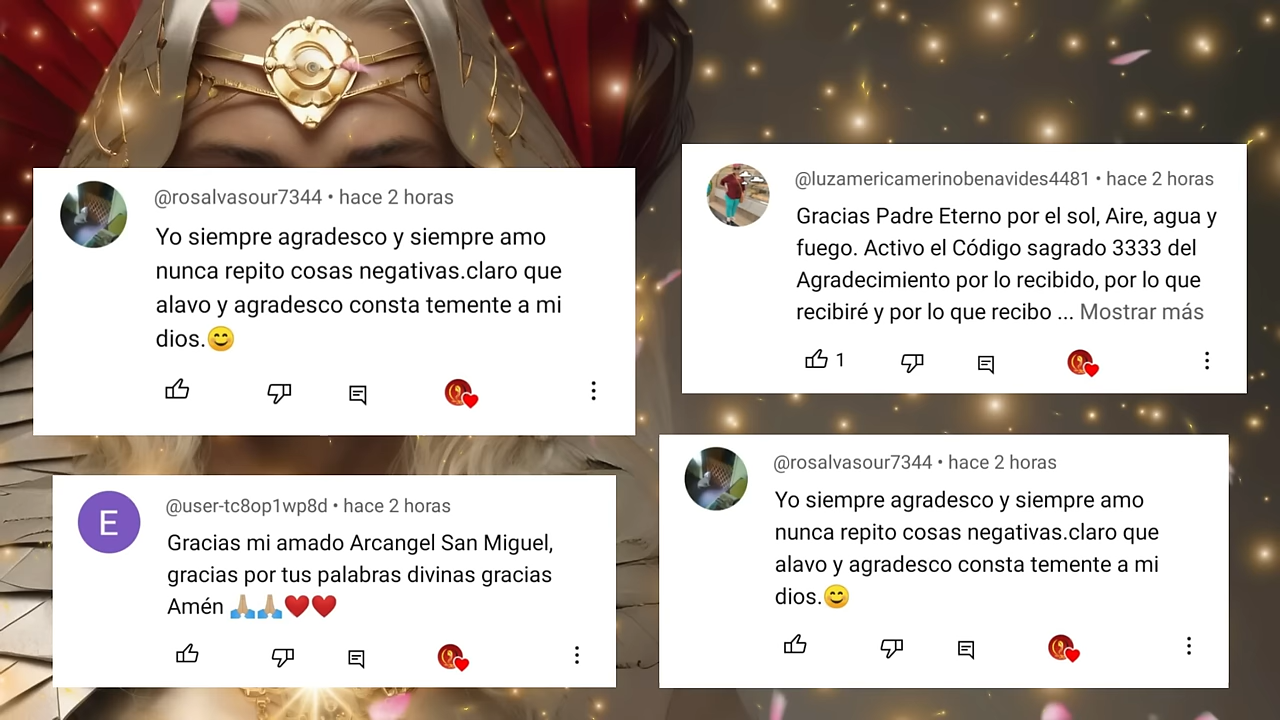 @rosalvasour7344 • hace 2 horas
Yo siempre agradesco y siempre amo
nunca repito cosas negativas.claro que
alavo y agradesco consta temente a mi
dios.😊
@luzamericamerinobenavides4481 • hace 2 horas
Gracias Padre Eterno por el sol, Aire, agua y
fuego. Activo el Código sagrado 3333 del
Agradecimiento por lo recibido, por lo que
recibiré y por lo que recibo ... Mostrar más
1
E
@user-tc8op1wp8d • hace 2 horas
Gracias mi amado Arcangel San Miguel,
gracias por tus palabras divinas gracias
Amén 🙏🏼🙏🏼❤️❤️
@rosalvasour7344 • hace 2 horas
Yo siempre agradesco y siempre amo
nunca repito cosas negativas.claro que
alavo y agradesco consta temente a mi
dios.😊